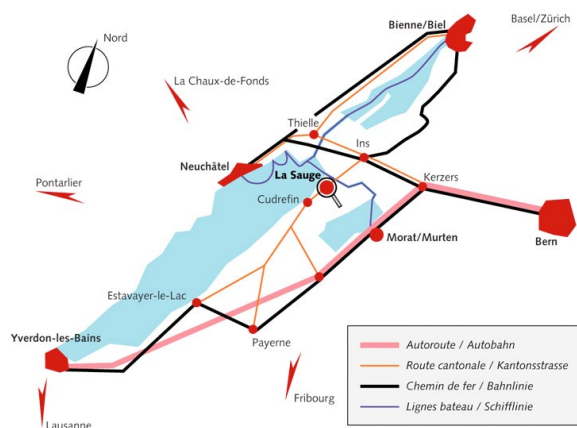 Bienne/Biel
Basel/Zürich
Nord
La Chaux-de-Fonds
Thielle
Ins
Neuchâtel
La Sauge
Kerzers
Pontarlier
Cudrefin
Morat/Murten
Bern
Estavayer-le-Lac
Yverdon-les-Bains
Payerne
Autoroute / Autobahn
Route cantonale / Kantonsstrasse
Chemin de fer / Bahnlinie
Lignes bateau / Schifflinie
Fribourg
Lausanne